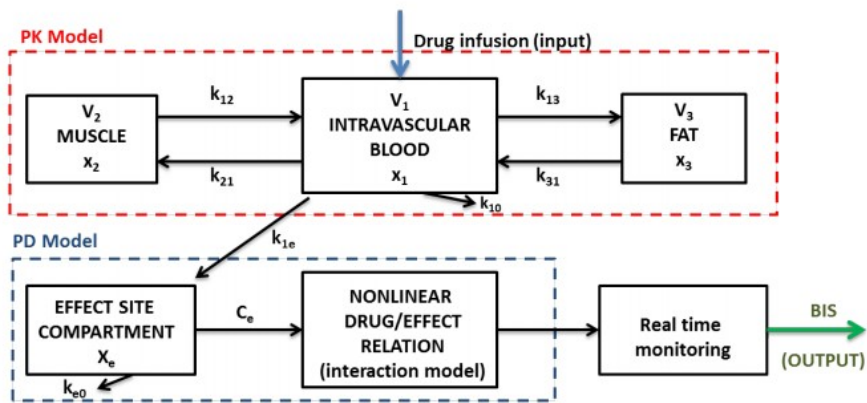 PK Model
Drug infusion (input)
V₂
MUSCLE
x₂
k₁₂
k₂₁
V₁
INTRAVASCULAR
BLOOD
x₁
k₁₃
k₃₁
V₃
FAT
x₃
k₁₀
k₁ₑ
PD Model
EFFECT SITE
COMPARTMENT
Xₑ
kₑ₀
Cₑ
NONLINEAR
DRUG/EFFECT
RELATION
(interaction model)
Real time
monitoring
BIS
(OUTPUT)